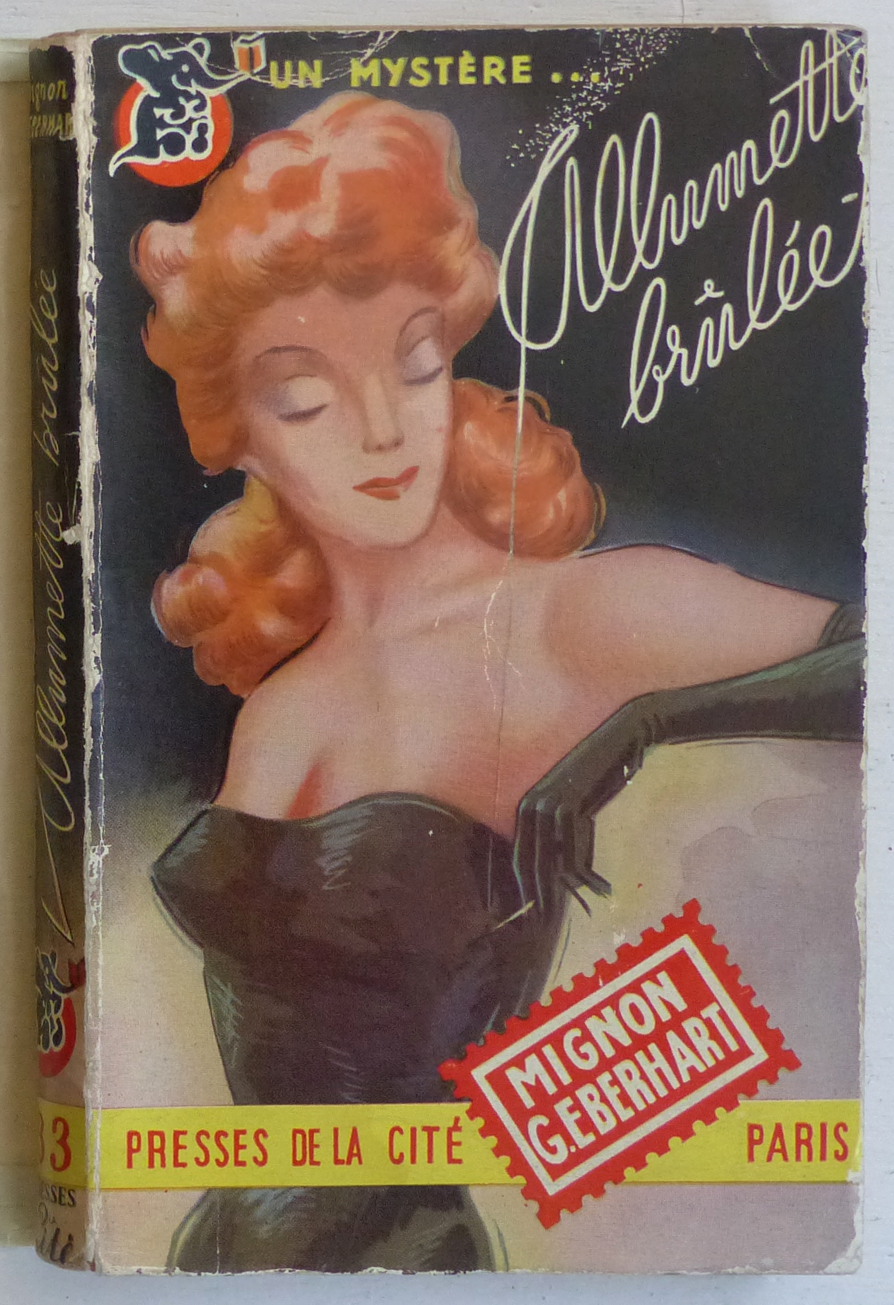 UN MYSTÈRE ...
Allumette
brûlée
MIGNON
G.EBERHART
PRESSES DE LA CITÉ
PARIS
Allumette brûlée